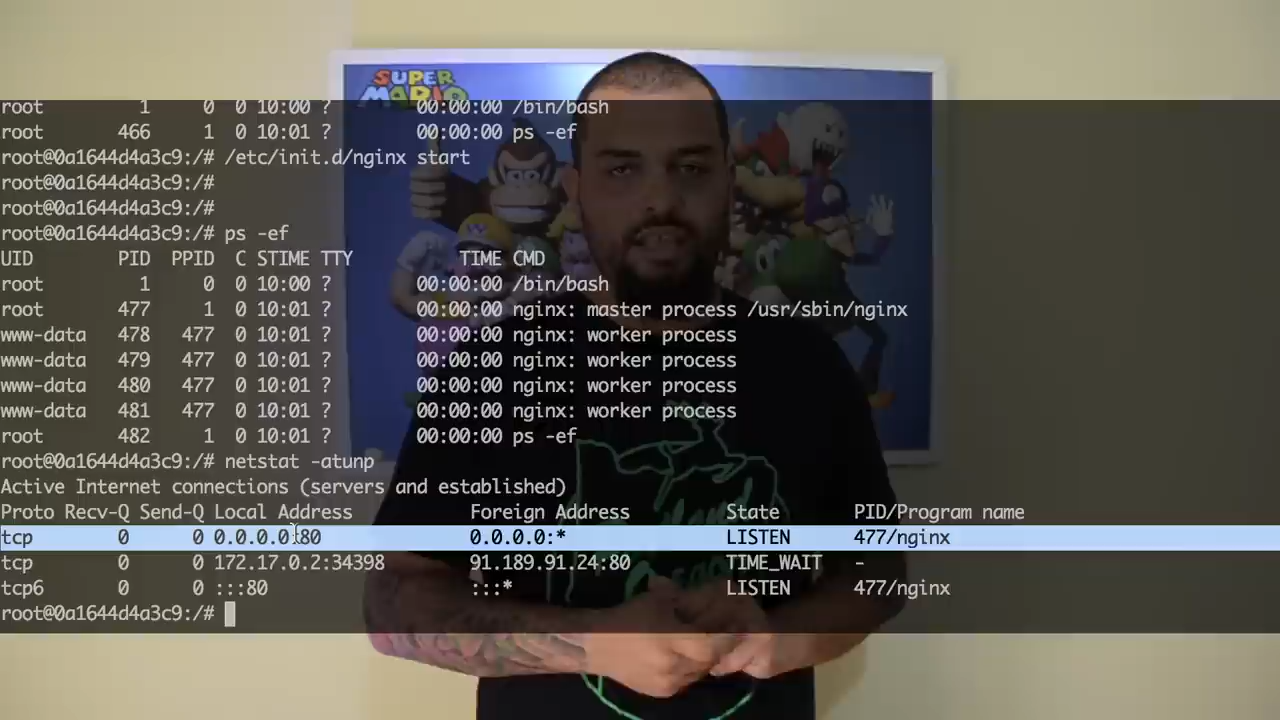 SUPER
MARIO
root 1 0 0 10:00 ? 00:00:00 /bin/bash
root 466 1 0 10:01 ? 00:00:00 ps -ef
root@0a1644d4a3c9:/# /etc/init.d/nginx start
root@0a1644d4a3c9:/#
root@0a1644d4a3c9:/#
root@0a1644d4a3c9:/# ps -ef
UID PID PPID C STIME TTY TIME CMD
root 1 0 0 10:00 ? 00:00:00 /bin/bash
root 477 1 0 10:01 ? 00:00:00 nginx: master process /usr/sbin/nginx
www-data 478 477 0 10:01 ? 00:00:00 nginx: worker process
www-data 479 477 0 10:01 ? 00:00:00 nginx: worker process
www-data 480 477 0 10:01 ? 00:00:00 nginx: worker process
www-data 481 477 0 10:01 ? 00:00:00 nginx: worker process
root 482 1 0 10:01 ? 00:00:00 ps -ef
root@0a1644d4a3c9:/# netstat -atunp
Active Internet connections (servers and established)
Proto Recv-Q Send-Q Local Address Foreign Address State PID/Program name
tcp 0 0 0.0.0.0:80 0.0.0.0:* LISTEN 477/nginx
tcp 0 0 172.17.0.2:34398 91.189.91.24:80 TIME_WAIT -
tcp6 0 0 :::80 :::* LISTEN 477/nginx
root@0a1644d4a3c9:/#